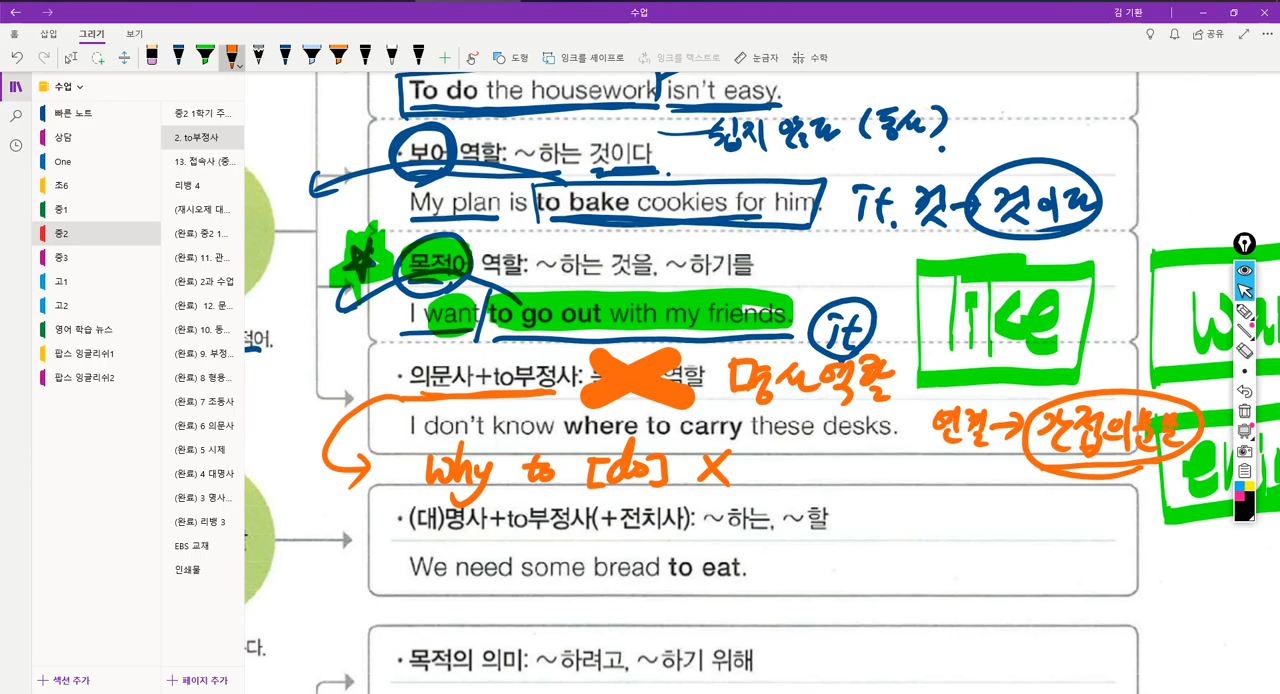 수업
김 기환
홈 삽입 그리기 보기
공유
도형 잉크를 셰이프로 잉크를 텍스트로 눈금자 수학
수업
빠른 노트
상담
One
초6
중1
중2
중3
고1
고2
영어 학습 뉴스
팝스 잉글리쉬1
팝스 잉글리쉬2
섹션 추가
중2 1학기 주...
2. to부정사
13. 접속사 (중...
리뱅 4
(재시오제 대...
(완료) 중2 1...
(완료) 11. 관...
(완료) 2과 수업
(완료) 12. 문...
(완료) 10. 동...
(완료) 9. 부정...
(완료) 8 형용...
(완료) 7 조동사
(완료) 6 의문사
(완료) 5 시제
(완료) 4 대명사
(완료) 3 명사...
(완료) 리뱅 3
EBS 교재
인쇄물
페이지 추가
To do the housework isn't easy.
쉽지 않다 (동사)
· 보어 역할: ~하는 것이다
My plan is to bake cookies for him.
것이다
· 목적어 역할: ~하는 것을, ~하기를
I want to go out with my friends.
it
like
· 의문사+to부정사: 역할
명사역할
I don't know where to carry these desks.
연결→ 간접의문문
why to [do] X
· (대)명사+to부정사(+전치사): ~하는, ~할
We need some bread to eat.
· 목적의 의미: ~하려고, ~하기 위해
어.
다.